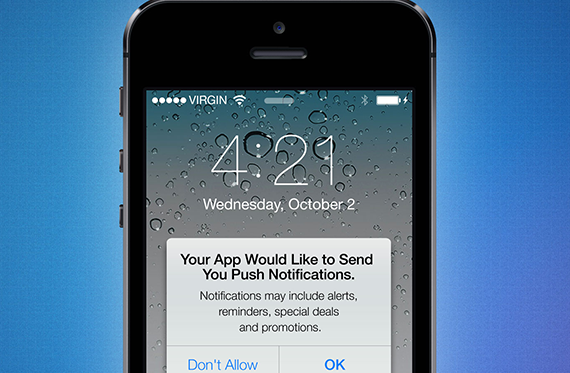 VIRGIN
4:21
Wednesday, October 2
Your App Would Like to Send
You Push Notifications.
Notifications may include alerts,
reminders, special deals
and promotions.
Don't Allow OK